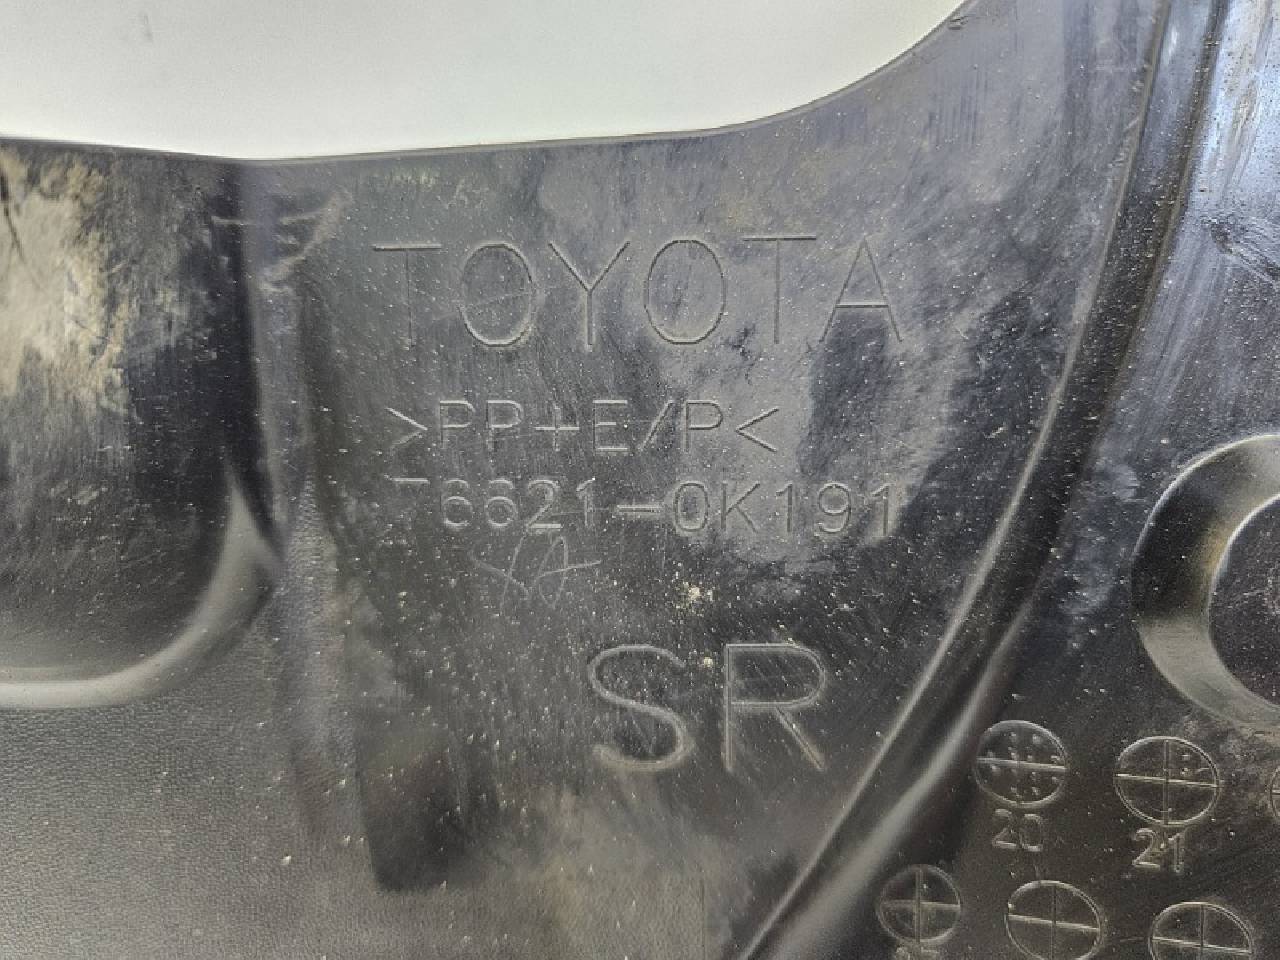 TOYOTA
>PP+E/P<
76621-0K191
SR
20 21